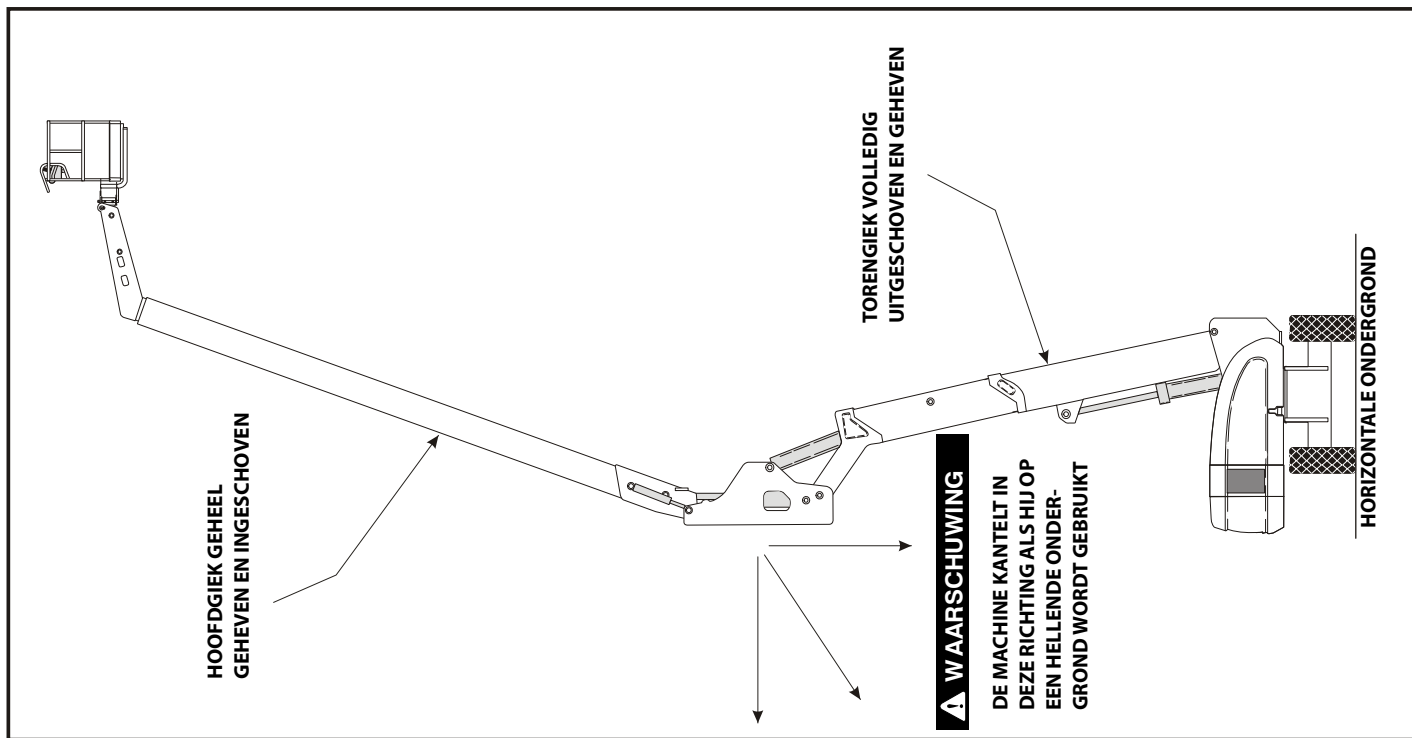 HOOFDGIEK GEHEEL
GEHEVEN EN INGESCHOVEN
TORENGIEK VOLLEDIG
UITGESCHOVEN EN GEHEVEN
WAARSCHUWING
DE MACHINE KANTELT IN
DEZE RICHTING ALS HIJ OP
EEN HELLENDE ONDER-
GROND WORDT GEBRUIKT
HORIZONTALE ONDERGROND